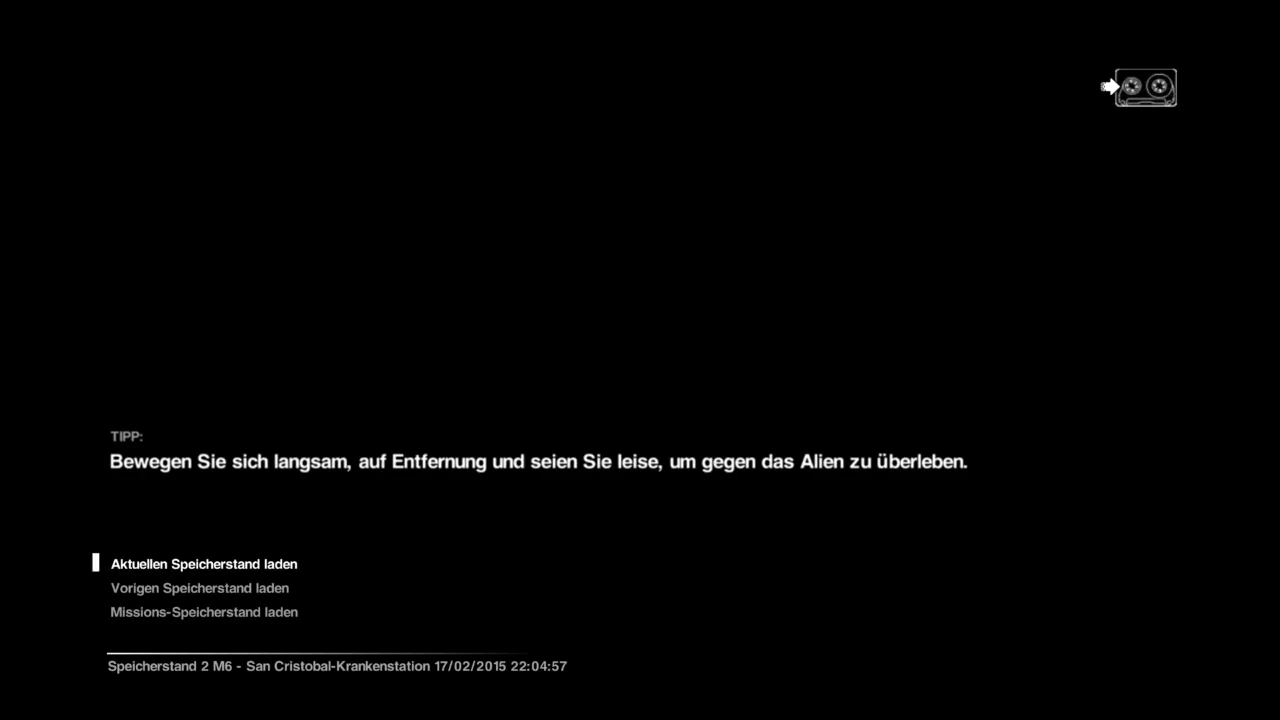 TIPP:
Bewegen Sie sich langsam, auf Entfernung und seien Sie leise, um gegen das Alien zu überleben.
Aktuellen Speicherstand laden
Vorigen Speicherstand laden
Missions-Speicherstand laden
Speicherstand 2 M6 - San Cristobal-Krankenstation 17/02/2015 22:04:57